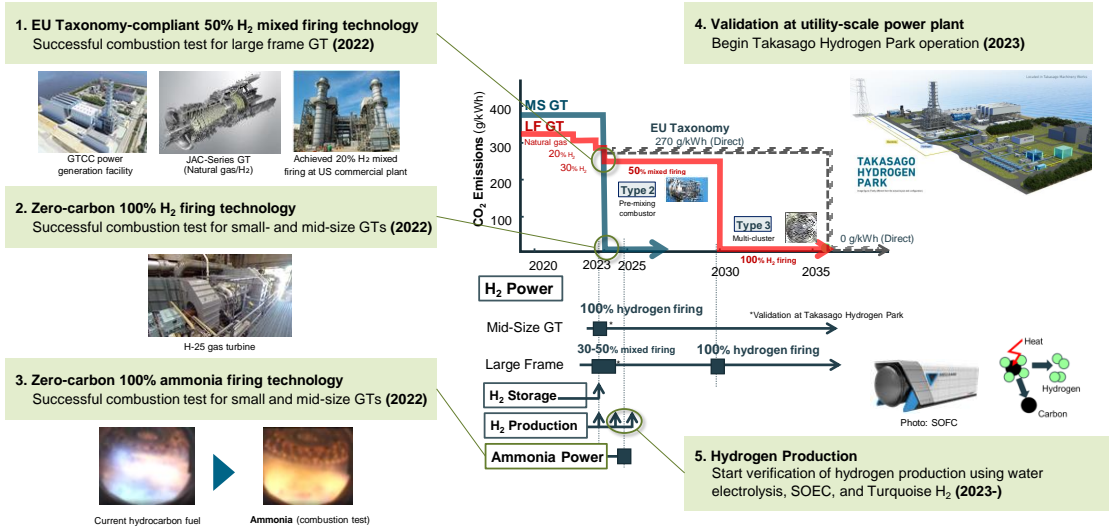 1. EU Taxonomy-compliant 50% H2 mixed firing technology
Successful combustion test for large frame GT (2022)
GTCC power
generation facility
JAC-Series GT
(Natural gas/H2)
Achieved 20% H2 mixed
firing at US commercial plant
2. Zero-carbon 100% H2 firing technology
Successful combustion test for small- and mid-size GTs (2022)
H-25 gas turbine
3. Zero-carbon 100% ammonia firing technology
Successful combustion test for small and mid-size GTs (2022)
Current hydrocarbon fuel
Ammonia (combustion test)
4. Validation at utility-scale power plant
Begin Takasago Hydrogen Park operation (2023)
TAKASAGO
HYDROGEN
PARK
CO2 Emissions (g/kWh)
400
300
200
100
MS GT
LF GT
Natural gas
20% H2
30% H2
EU Taxonomy
270 g/kWh (Direct)
50% mixed firing
Type 2
Pre-mixing
combustor
Type 3
Multi-cluster
0 g/kWh (Direct)
100% H2 firing
2020
2023
2025
2030
2035
H2 Power
Mid-Size GT
100% hydrogen firing
*
*Validation at Takasago Hydrogen Park
Large Frame
30-50% mixed firing
*
100% hydrogen firing
H2 Storage
H2 Production
Ammonia Power
Photo: SOFC
Heat
Hydrogen
Carbon
5. Hydrogen Production
Start verification of hydrogen production using water
electrolysis, SOEC, and Turquoise H2 (2023-)